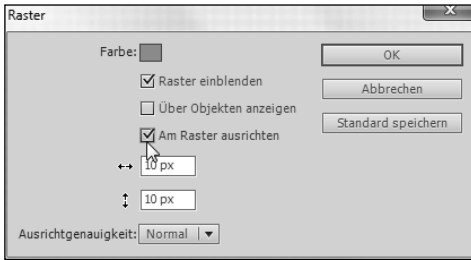 Raster
Farbe:
OK
Raster einblenden
Abbrechen
Über Objekten anzeigen
Standard speichern
Am Raster ausrichten
10 px
10 px
Ausrichtgenauigkeit: Normal